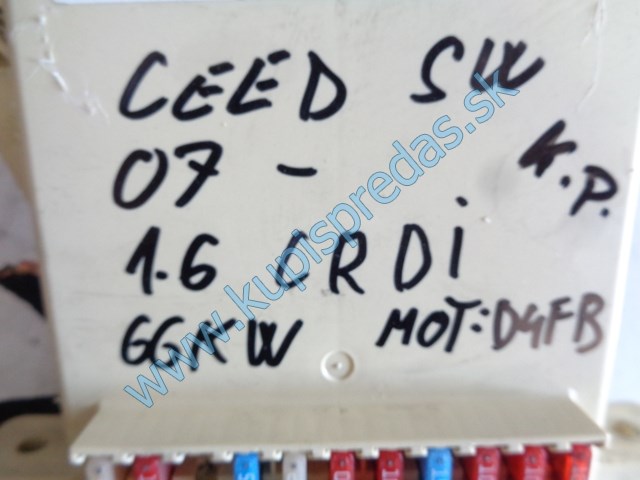 CEED SW
07 - K.P.
1.6 CRDi
66KW MOT:D4FB
www.kupispredas.sk